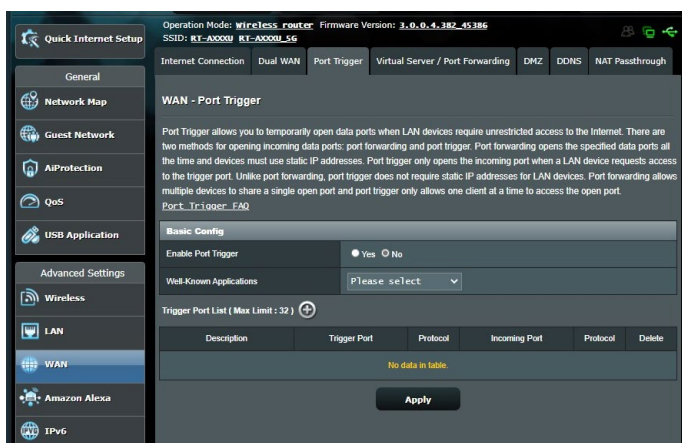 Quick Internet Setup
General
Network Map
Guest Network
AiProtection
QoS
USB Application
Advanced Settings
Wireless
LAN
WAN
Amazon Alexa
IPv6
Operation Mode: Wireless router Firmware Version: 3.0.0.4.382_45386
SSID: RT-AXXXU RT-AXXXU_5G
Internet Connection Dual WAN Port Trigger Virtual Server / Port Forwarding DMZ DDNS NAT Passthrough
WAN - Port Trigger
Port Trigger allows you to temporarily open data ports when LAN devices require unrestricted access to the Internet. There are
two methods for opening incoming data ports: port forwarding and port trigger. Port forwarding opens the specified data ports all
the time and devices must use static IP addresses. Port trigger only opens the incoming port when a LAN device requests access
to the trigger port. Unlike port forwarding, port trigger does not require static IP addresses for LAN devices. Port forwarding allows
multiple devices to share a single open port and port trigger only allows one client at a time to access the open port.
Port Trigger FAQ
Basic Config
Enable Port Trigger Yes No
Well-Known Applications Please select
Trigger Port List ( Max Limit : 32 )
Description Trigger Port Protocol Incoming Port Protocol Delete
No data in table.
Apply